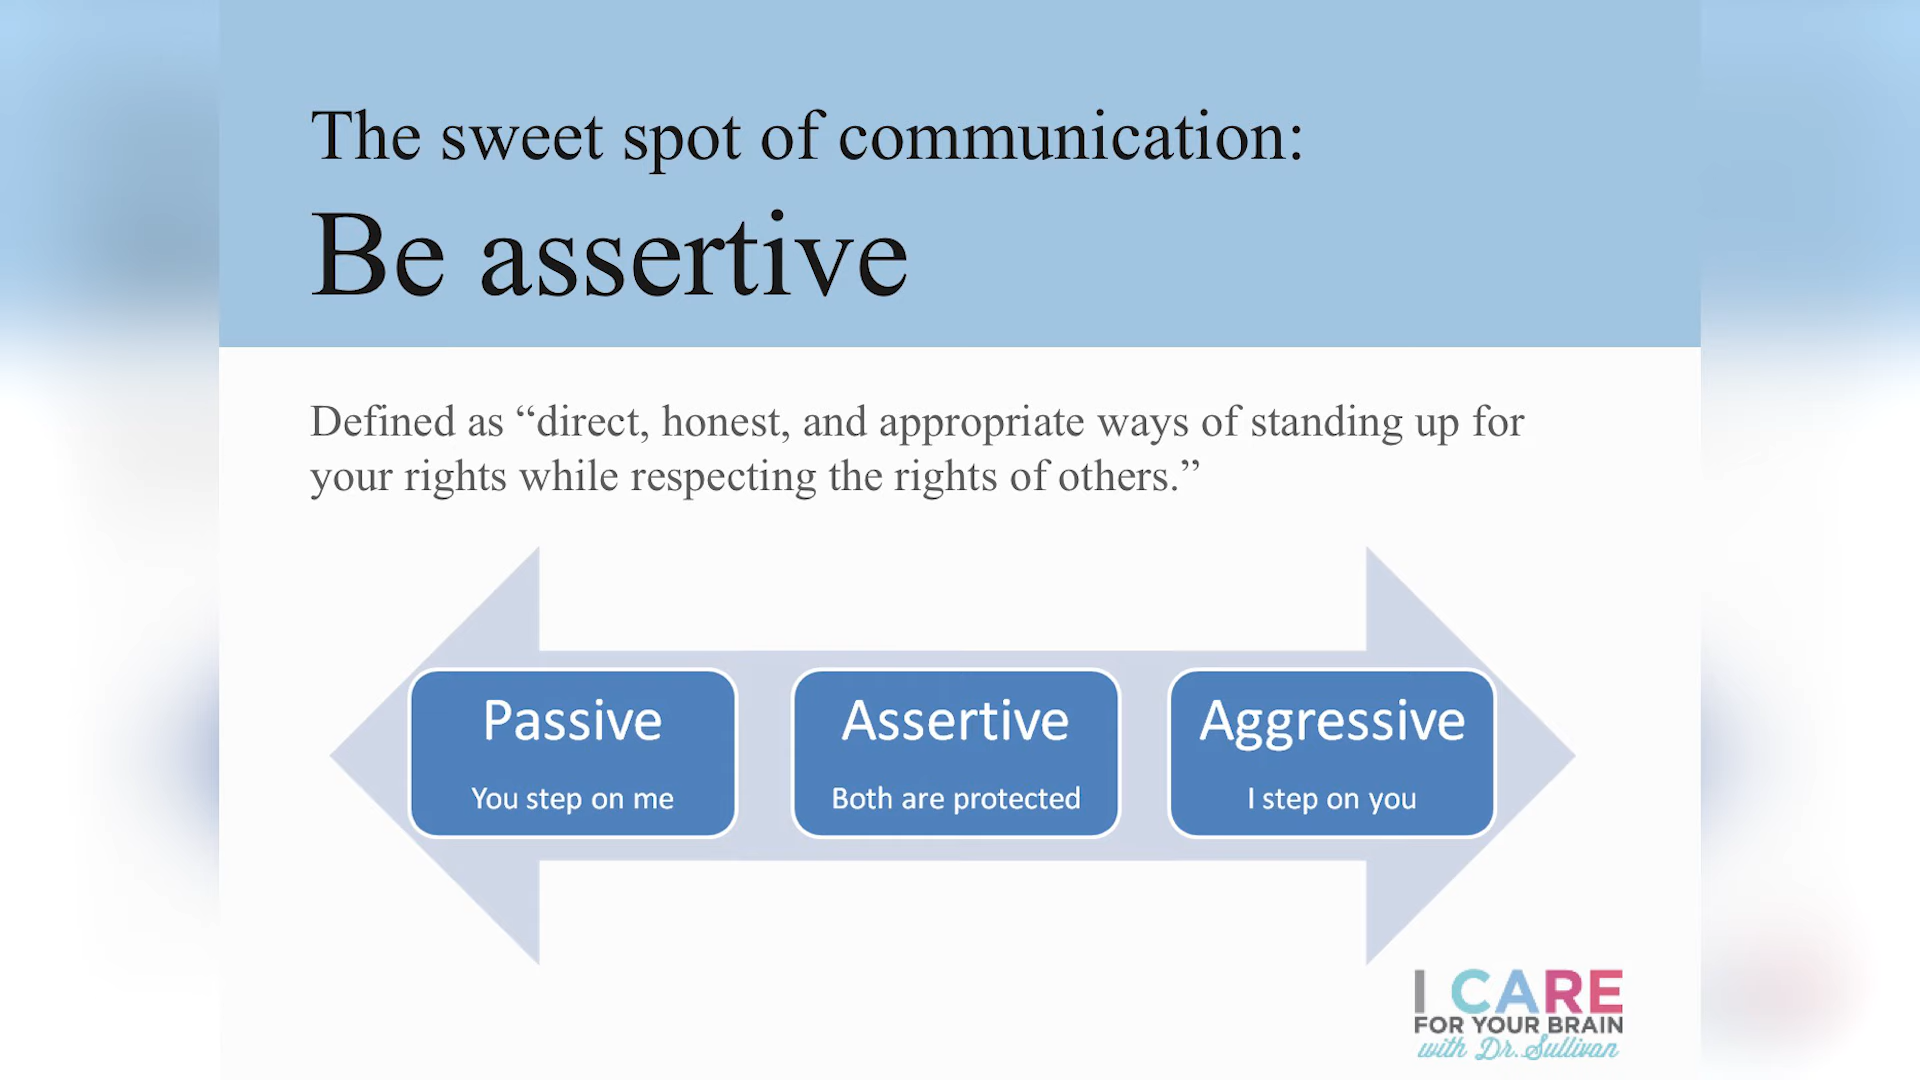 The sweet spot of communication:
Be assertive
Defined as “direct, honest, and appropriate ways of standing up for
your rights while respecting the rights of others.”
Passive
You step on me
Assertive
Both are protected
Aggressive
I step on you
I CARE
FOR YOUR BRAIN
with Dr. Sullivan